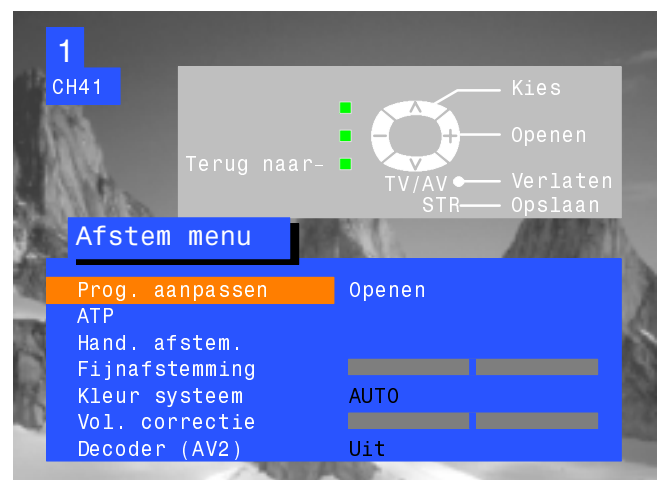 1
CH41
Kies
Openen
Terug naar-
TV/AV Verlaten
STR Opslaan
Afstem menu
Prog. aanpassen Openen
ATP
Hand. afstem.
Fijnafstemming
Kleur systeem AUTO
Vol. correctie
Decoder (AV2) Uit